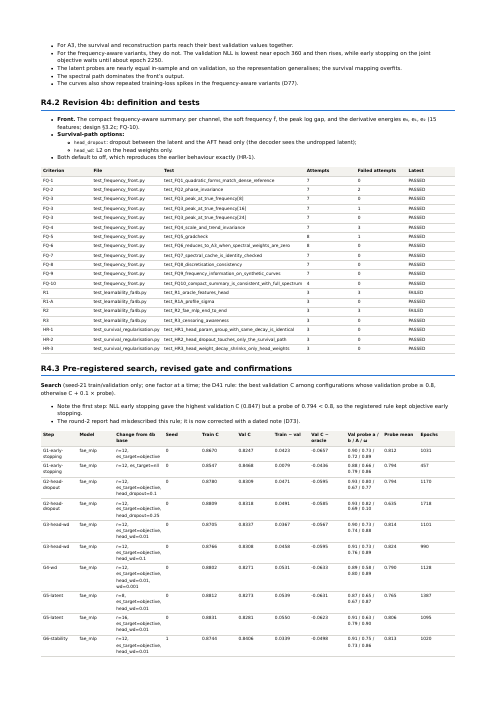 • For A3, the survival and reconstruction parts reach their best validation values together.
• For the frequency-aware variants, they do not. The validation NLL is lowest near epoch 360 and then rises, while early stopping on the joint
objective waits until about epoch 2250.
• The latent probes are nearly equal in-sample and on validation, so the representation generalises; the survival mapping overfits.
• The spectral path dominates the front's output.
• The curves also show repeated training-loss spikes in the frequency-aware variants (D77).
R4.2 Revision 4b: definition and tests
• Front. The compact frequency-aware summary: per channel, the soft frequency f, the peak log gap, and the derivative energies e₀, e₁, e₂ (15
features; design §3.2c; FQ-10).
• Survival-path options:
head_dropout: dropout between the latent and the AFT head only (the decoder sees the undropped latent);
head_wd: L2 on the head weights only.
• Both default to off, which reproduces the earlier behaviour exactly (HR-1).
Criterion File Test Attempts Failed attempts Latest
FQ-1 test_frequency_front.py test_FQ1_quadratic_forms_match_dense_reference 7 0 PASSED
FQ-2 test_frequency_front.py test_FQ2_phase_invariance 7 2 PASSED
FQ-3 test_frequency_front.py test_FQ3_peak_at_true_frequency[8] 7 0 PASSED
FQ-3 test_frequency_front.py test_FQ3_peak_at_true_frequency[16] 7 1 PASSED
FQ-3 test_frequency_front.py test_FQ3_peak_at_true_frequency[24] 7 0 PASSED
FQ-4 test_frequency_front.py test_FQ4_scale_and_trend_invariance 7 3 PASSED
FQ-5 test_frequency_front.py test_FQ5_gradcheck 8 1 PASSED
FQ-6 test_frequency_front.py test_FQ6_reduces_to_A3_when_spectral_weights_are_zero 8 0 PASSED
FQ-7 test_frequency_front.py test_FQ7_spectral_cache_is_identity_checked 7 0 PASSED
FQ-8 test_frequency_front.py test_FQ8_discretisation_consistency 7 0 PASSED
FQ-9 test_frequency_front.py test_FQ9_frequency_information_on_synthetic_curves 7 0 PASSED
FQ-10 test_frequency_front.py test_FQ10_compact_summary_is_consistent_with_full_spectrum 4 0 PASSED
R1 test_learnability_fa4b.py test_R1_oracle_features_head 3 3 FAILED
R1-A test_learnability_fa4b.py test_R1A_profile_sigma 3 0 PASSED
R2 test_learnability_fa4b.py test_R2_fae_mlp_end_to_end 3 3 FAILED
R3 test_learnability_fa4b.py test_R3_censoring_awareness 3 0 PASSED
HR-1 test_survival_regularisation.py test_HR1_head_param_group_with_same_decay_is_identical 3 0 PASSED
HR-2 test_survival_regularisation.py test_HR2_head_dropout_touches_only_the_survival_path 3 0 PASSED
HR-3 test_survival_regularisation.py test_HR3_head_weight_decay_shrinks_only_head_weights 3 0 PASSED
R4.3 Pre-registered search, revised gate and confirmations
Search (seed-21 train/validation only; one factor at a time; the D41 rule: the best validation C among configurations whose validation probe ≥ 0.8,
otherwise C + 0.1 × probe).
• Note the first step: NLL early stopping gave the highest validation C (0.847) but a probe of 0.794 < 0.8, so the registered rule kept objective early
stopping.
• The round-2 report had misdescribed this rule; it is now corrected with a dated note (D73).
Step Model Change from 4b base Seed Train C Val C Train − val Val C − oracle Val probe a / b / A / ω Probe mean Epochs
G1-early-stopping fae_mlp r=12, es_target=objective 0 0.8670 0.8247 0.0423 -0.0657 0.90 / 0.73 / 0.72 / 0.89 0.812 1031
G1-early-stopping fae_mlp r=12, es_target=nll 0 0.8547 0.8468 0.0079 -0.0436 0.88 / 0.66 / 0.79 / 0.86 0.794 457
G2-head-dropout fae_mlp r=12, es_target=objective, head_dropout=0.1 0 0.8780 0.8309 0.0471 -0.0595 0.93 / 0.80 / 0.67 / 0.77 0.794 1170
G2-head-dropout fae_mlp r=12, es_target=objective, head_dropout=0.25 0 0.8809 0.8318 0.0491 -0.0585 0.93 / 0.82 / 0.69 / 0.10 0.635 1718
G3-head-wd fae_mlp r=12, es_target=objective, head_wd=0.01 0 0.8705 0.8337 0.0367 -0.0567 0.90 / 0.73 / 0.74 / 0.88 0.814 1101
G3-head-wd fae_mlp r=12, es_target=objective, head_wd=0.1 0 0.8766 0.8308 0.0458 -0.0595 0.91 / 0.73 / 0.76 / 0.89 0.824 990
G4-wd fae_mlp r=12, es_target=objective, head_wd=0.01, wd=0.001 0 0.8802 0.8271 0.0531 -0.0633 0.89 / 0.58 / 0.80 / 0.89 0.790 1128
G5-latent fae_mlp r=8, es_target=objective, head_wd=0.01 0 0.8812 0.8273 0.0539 -0.0631 0.87 / 0.65 / 0.67 / 0.87 0.765 1387
G5-latent fae_mlp r=16, es_target=objective, head_wd=0.01 0 0.8831 0.8281 0.0550 -0.0622 0.91 / 0.63 / 0.79 / 0.90 0.806 1095
G6-stability fae_mlp r=12, es_target=objective, head_wd=0.01 1 0.8744 0.8406 0.0339 -0.0498 0.91 / 0.75 / 0.73 / 0.86 0.813 1020